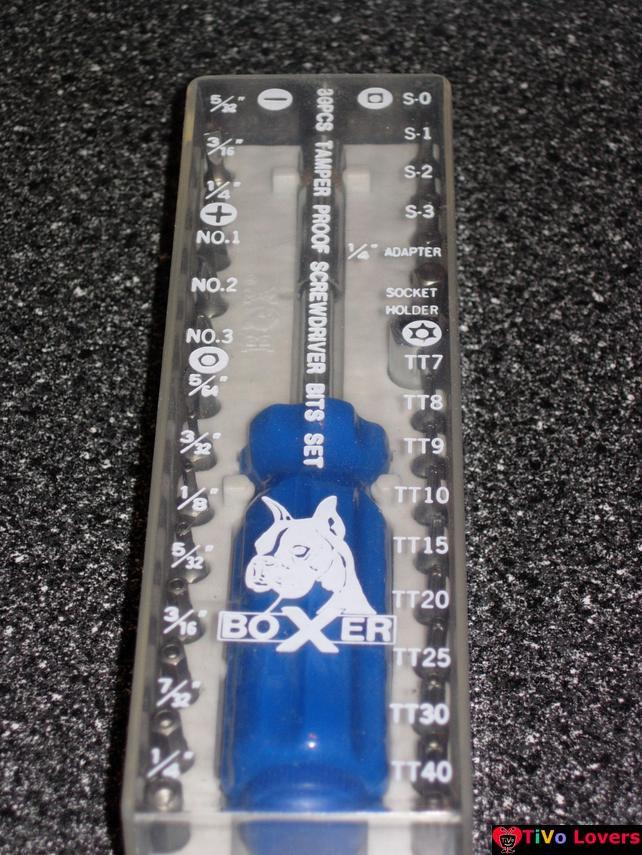 5/32"
3/16"
1/4"
NO.1
NO.2
NO.3
5/64"
3/32"
1/8"
5/32"
3/16"
7/32"
1/4"
30PCS TAMPER PROOF SCREWDRIVER BITS SET
BOXER
S-0
S-1
S-2
S-3
1/4" ADAPTER
SOCKET
HOLDER
TT7
TT8
TT9
TT10
TT15
TT20
TT25
TT30
TT40
TiVo Lovers